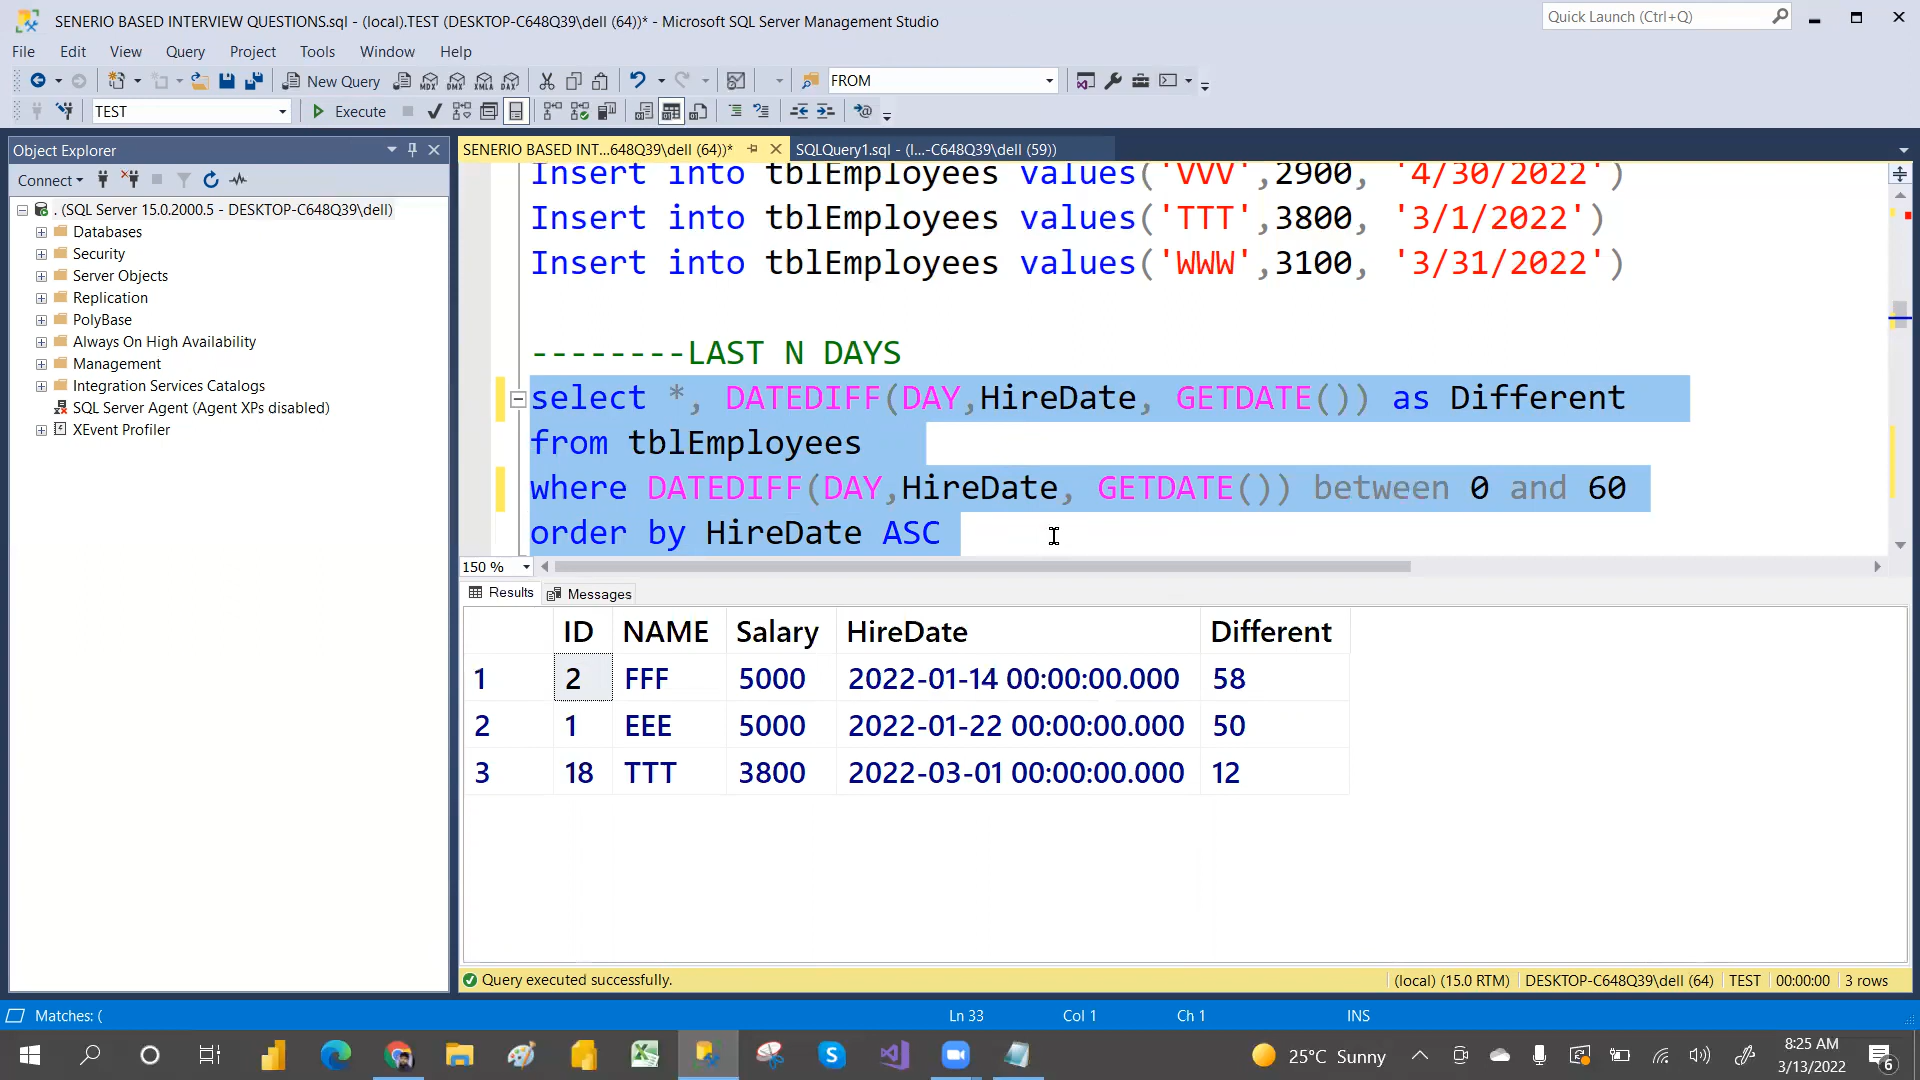 SENERIO BASED INTERVIEW QUESTIONS.sql - (local).TEST (DESKTOP-C648Q39\dell (64))* - Microsoft SQL Server Management Studio
Quick Launch (Ctrl+Q)
File Edit View Query Project Tools Window Help
New Query
MDX DMX XMLA DAX
FROM
TEST
Execute
Object Explorer
SENERIO BASED INT...648Q39\dell (64))*
SQLQuery1.sql - (l...-C648Q39\dell (59))
Connect
. (SQL Server 15.0.2000.5 - DESKTOP-C648Q39\dell)
Databases
Security
Server Objects
Replication
PolyBase
Always On High Availability
Management
Integration Services Catalogs
SQL Server Agent (Agent XPs disabled)
XEvent Profiler
Insert into tblEmployees values('VVV',2900, '4/30/2022')
Insert into tblEmployees values('TTT',3800, '3/1/2022')
Insert into tblEmployees values('WWW',3100, '3/31/2022')
--------LAST N DAYS
select *, DATEDIFF(DAY,HireDate, GETDATE()) as Different
from tblEmployees
where DATEDIFF(DAY,HireDate, GETDATE()) between 0 and 60
order by HireDate ASC
150 %
Results Messages
ID NAME Salary HireDate Different
1 2 FFF 5000 2022-01-14 00:00:00.000 58
2 1 EEE 5000 2022-01-22 00:00:00.000 50
3 18 TTT 3800 2022-03-01 00:00:00.000 12
Query executed successfully.
(local) (15.0 RTM) DESKTOP-C648Q39\dell (64) TEST 00:00:00 3 rows
Matches: (
Ln 33 Col 1 Ch 1 INS
25°C Sunny
8:25 AM
3/13/2022
6